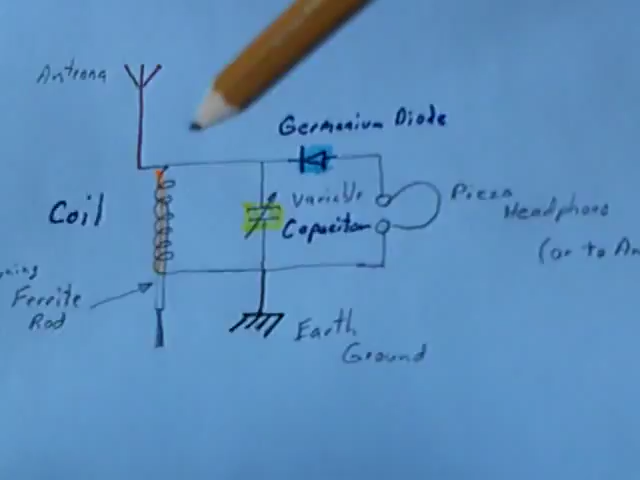 Antenna
Germanium Diode
Coil
Variable
Capacitor
Piezo
Headphone
(or to Am
Ferrite
Rod
Earth
Ground